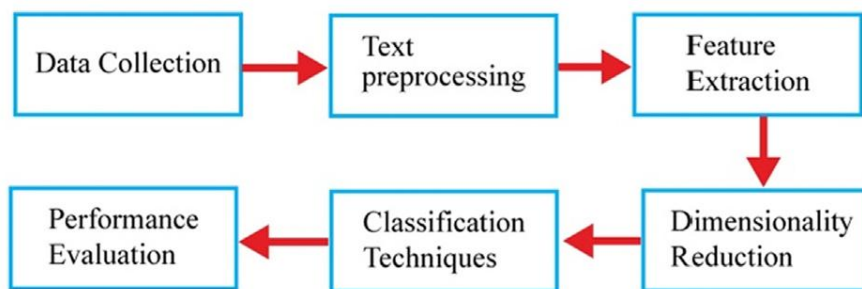 Data Collection
Text
preprocessing
Feature
Extraction
Dimensionality
Reduction
Classification
Techniques
Performance
Evaluation